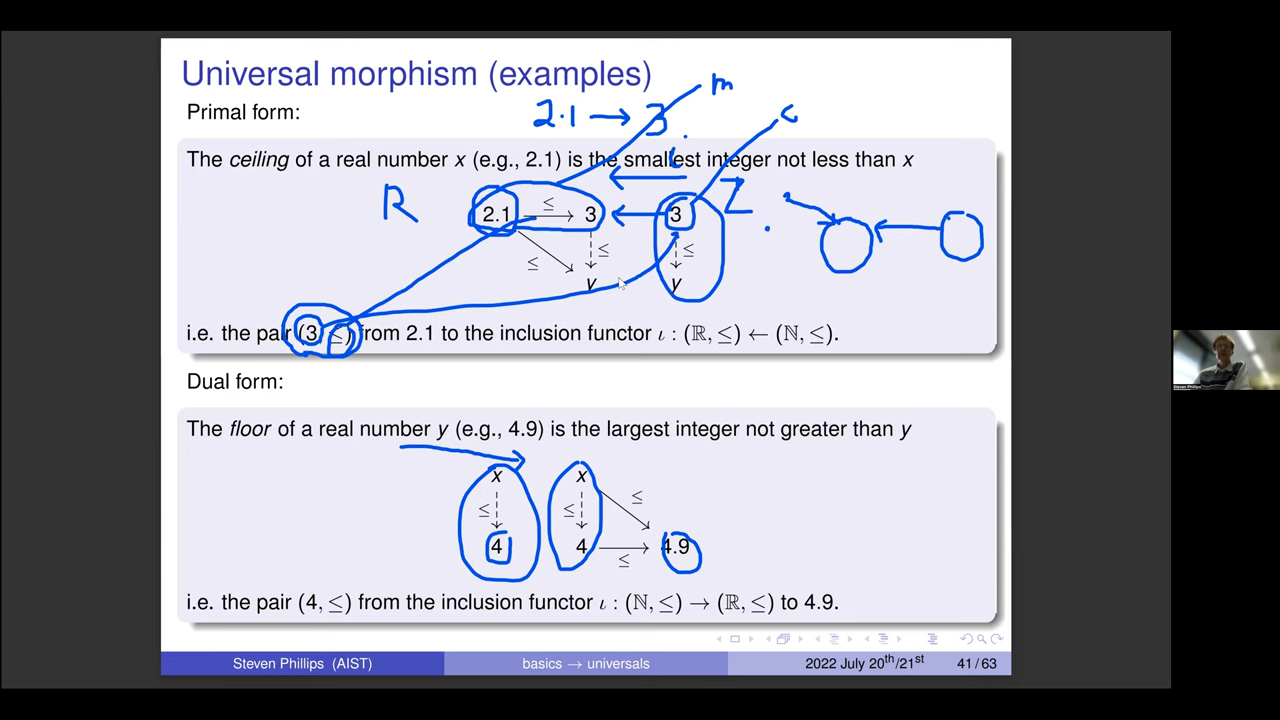 Universal morphism (examples)
m
Primal form:
2.1 → 3
c
The ceiling of a real number x (e.g., 2.1) is the smallest integer not less than x
R
Z
2.1 ≤ 3 3
≤ ≤ ≤
y y
i.e. the pair (3, ≤) from 2.1 to the inclusion functor ι : (ℝ, ≤) ← (ℕ, ≤).
Dual form:
The floor of a real number y (e.g., 4.9) is the largest integer not greater than y
x x
≤ ≤ ≤
4 4 ≤ 4.9
i.e. the pair (4, ≤) from the inclusion functor ι : (ℕ, ≤) → (ℝ, ≤) to 4.9.
Steven Phillips (AIST) basics → universals 2022 July 20th/21st 41 / 63
Steven Phillips